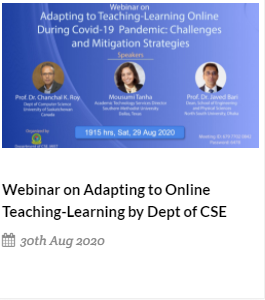 Webinar on
Adapting to Teaching-Learning Online
During Covid-19 Pandemic: Challenges
and Mitigation Strategies
Speakers
Prof. Dr. Chanchal K. Roy
Dept of Computer Science
University of Saskatchewan
Canada
Mousumi Tanha
Academic Technology Services Director
Southern Methodist University
Dallas, Texas
Prof. Dr. Javed Bari
Dean, School of Engineering
and Physical Sciences
North South University, Dhaka
Organized by
Department of CSE
1915 hrs, Sat, 29 Aug 2020
Meeting ID:
Webinar on Adapting to Online
Teaching-Learning by Dept of CSE
30th Aug 2020